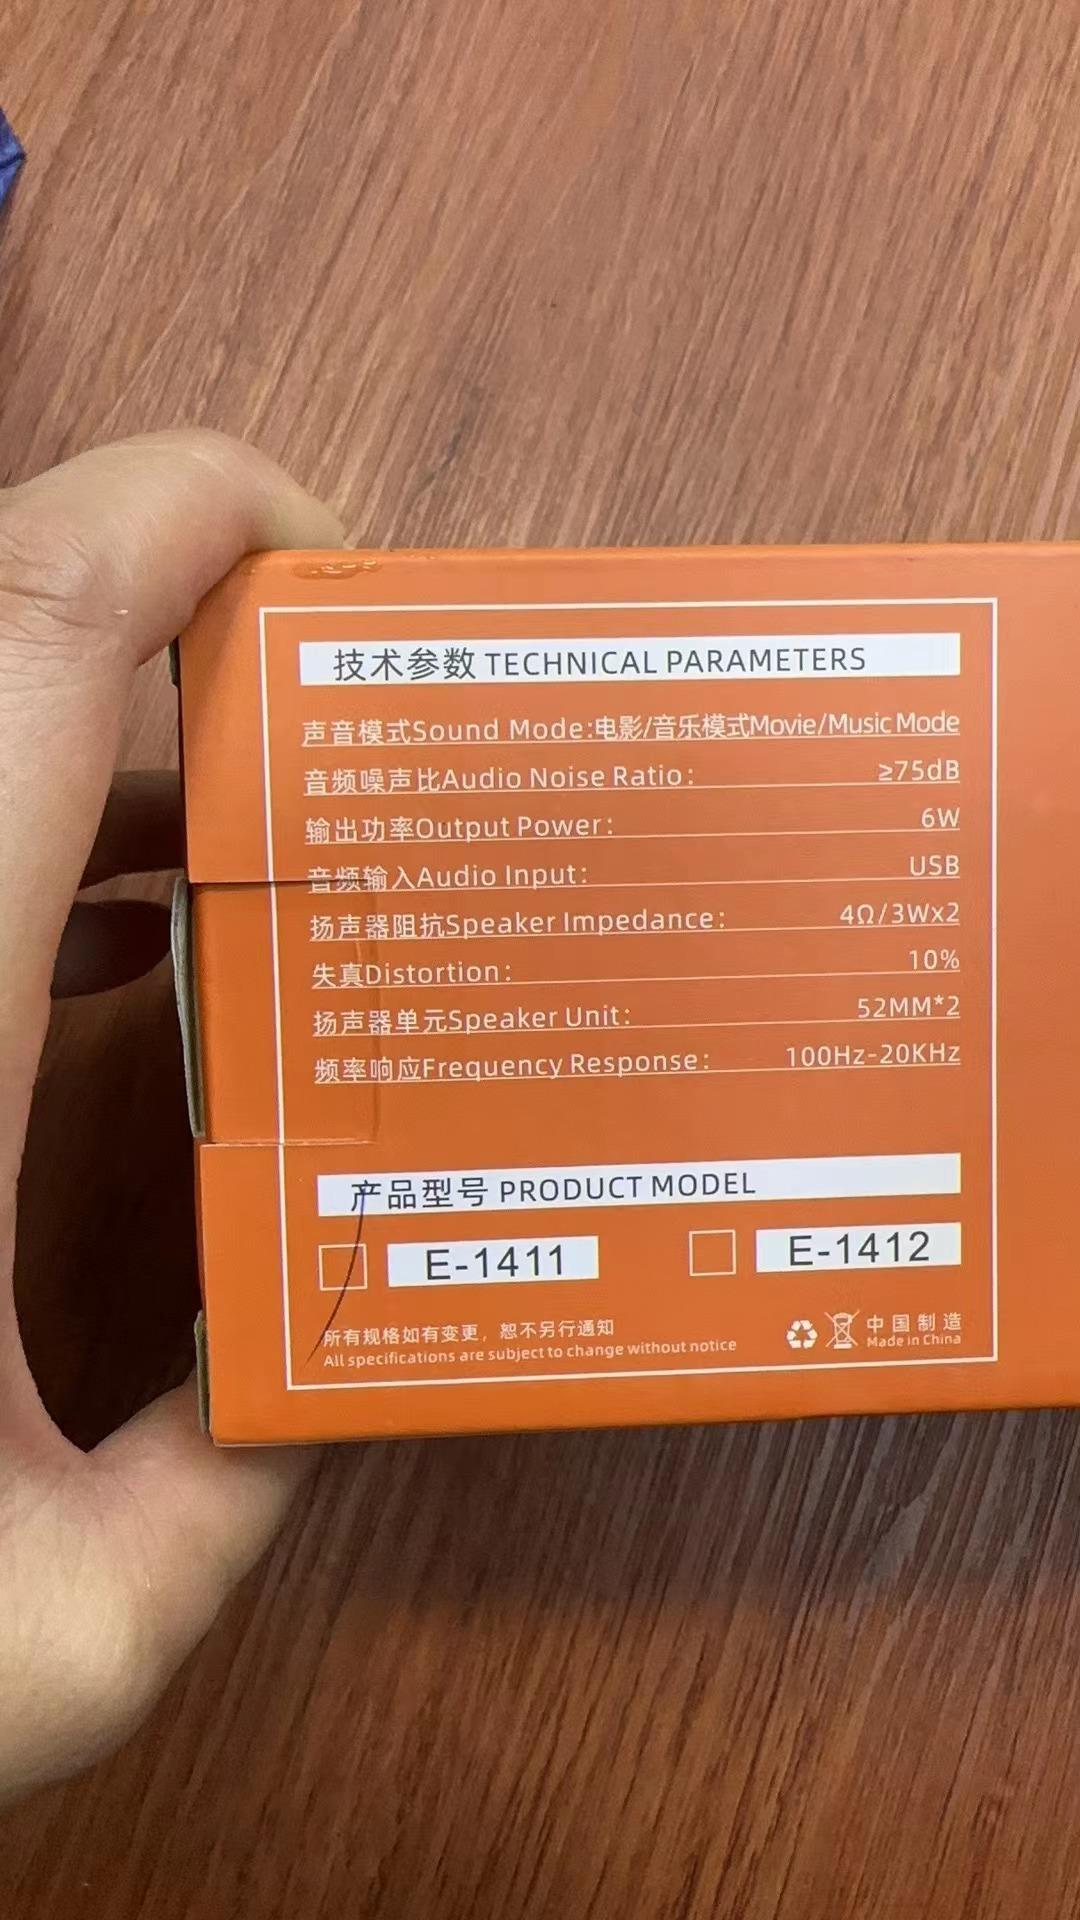 技术参数 TECHNICAL PARAMETERS
声音模式Sound Mode:电影/音乐模式Movie/Music Mode
音频噪声比Audio Noise Ratio: ≥75dB
输出功率Output Power: 6W
音频输入Audio Input: USB
扬声器阻抗Speaker Impedance: 4Ω/3Wx2
失真Distortion: 10%
扬声器单元Speaker Unit: 52MM*2
频率响应Frequency Response: 100Hz-20KHz
产品型号 PRODUCT MODEL
E-1411 E-1412
所有规格如有变更，恕不另行通知
All specifications are subject to change without notice
中国制造
Made in China